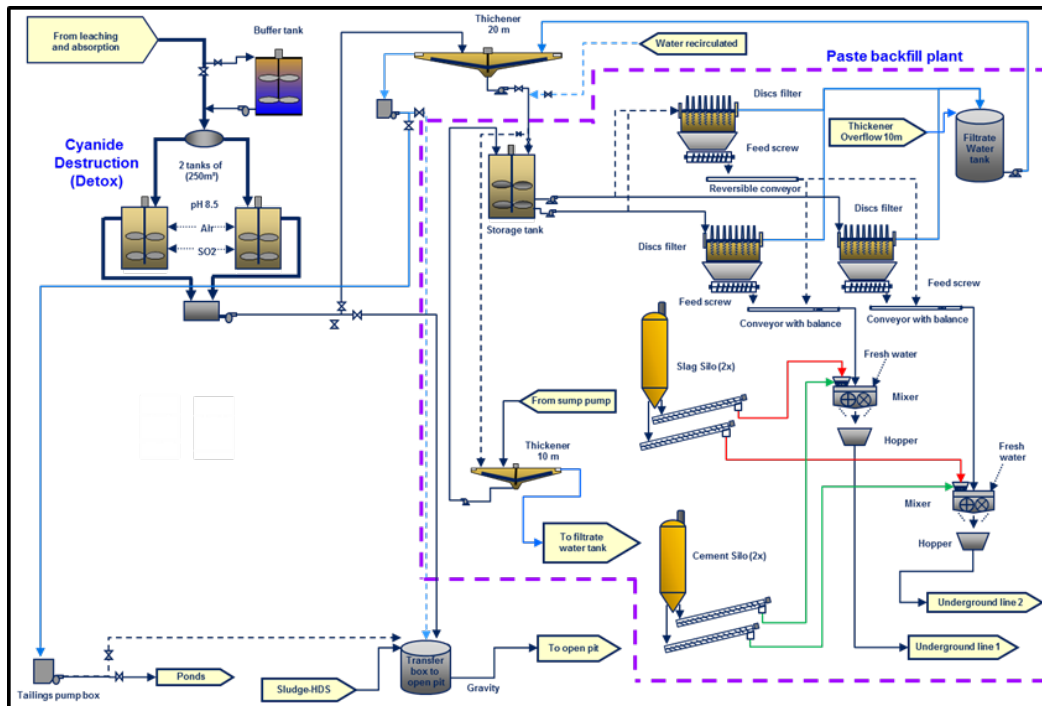 From leaching
and absorption
Buffer tank
Thichener
20 m
Water recirculated
Paste backfill plant
Discs filter
Thickener
Overflow 10m
Filtrate
Water
tank
Feed screw
Reversible conveyor
Cyanide
Destruction
(Detox)
2 tanks of
(250m³)
pH 8.5
Air
SO2
Storage tank
Discs filter
Discs filter
Feed screw
Feed screw
Conveyor with balance
Conveyor with balance
Slag Silo (2x)
Fresh water
Mixer
Hopper
From sump pump
Thickener
10 m
Fresh
water
Mixer
Hopper
To filtrate
water tank
Cement Silo (2x)
Underground line 2
Underground line 1
To open pit
Transfer
box to
open pit
Gravity
Sludge-HDS
Ponds
Tailings pump box